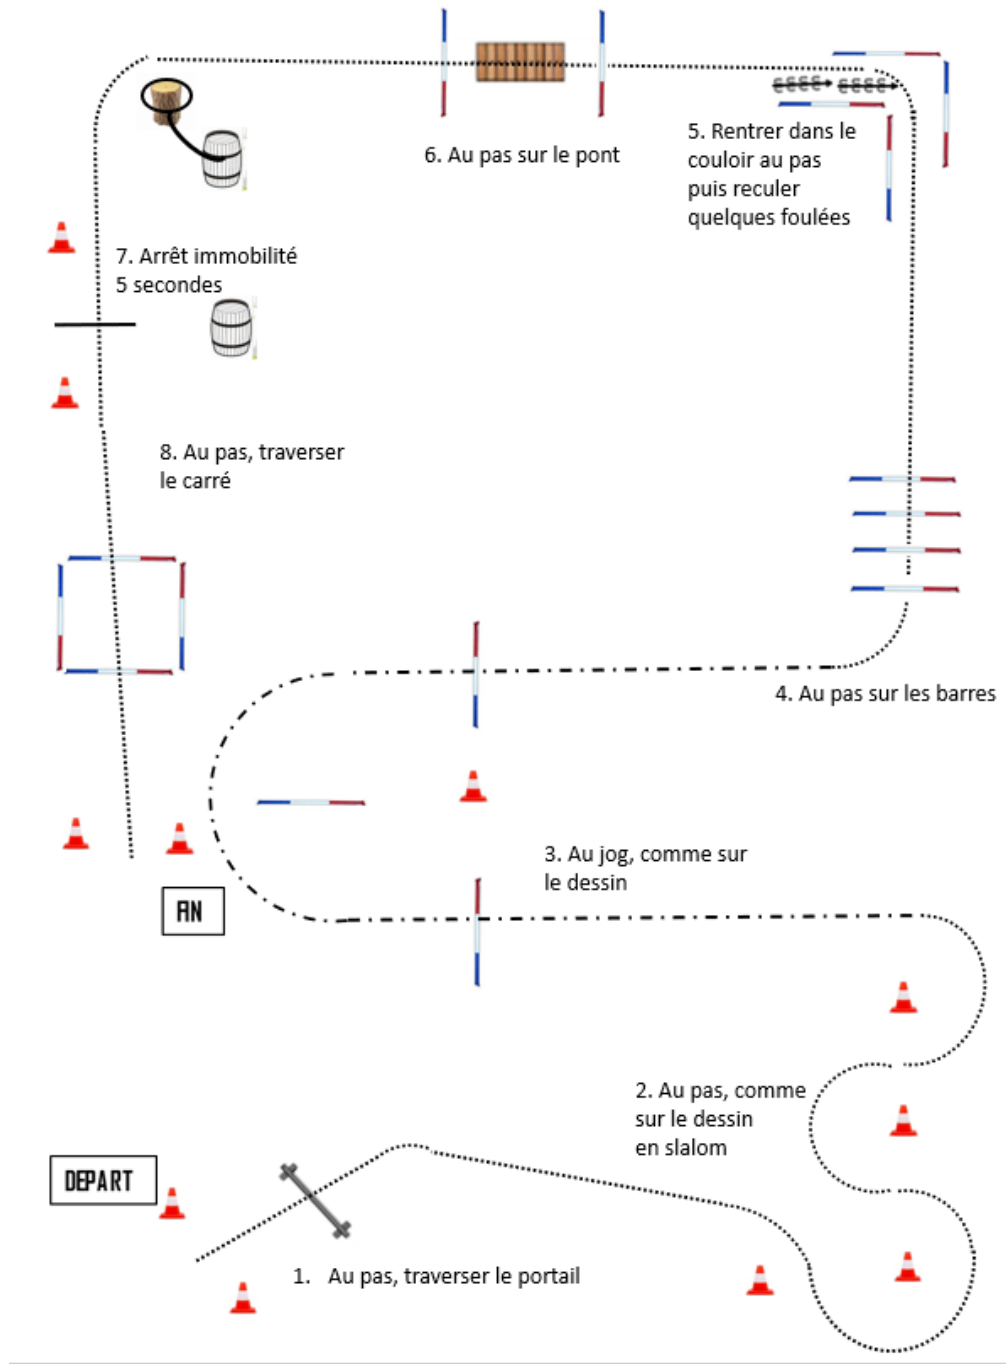 6. Au pas sur le pont
5. Rentrer dans le
couloir au pas
puis reculer
quelques foulées
7. Arrêt immobilité
5 secondes
8. Au pas, traverser
le carré
4. Au pas sur les barres
3. Au jog, comme sur
le dessin
FIN
2. Au pas, comme
sur le dessin
en slalom
DEPART
1. Au pas, traverser le portail